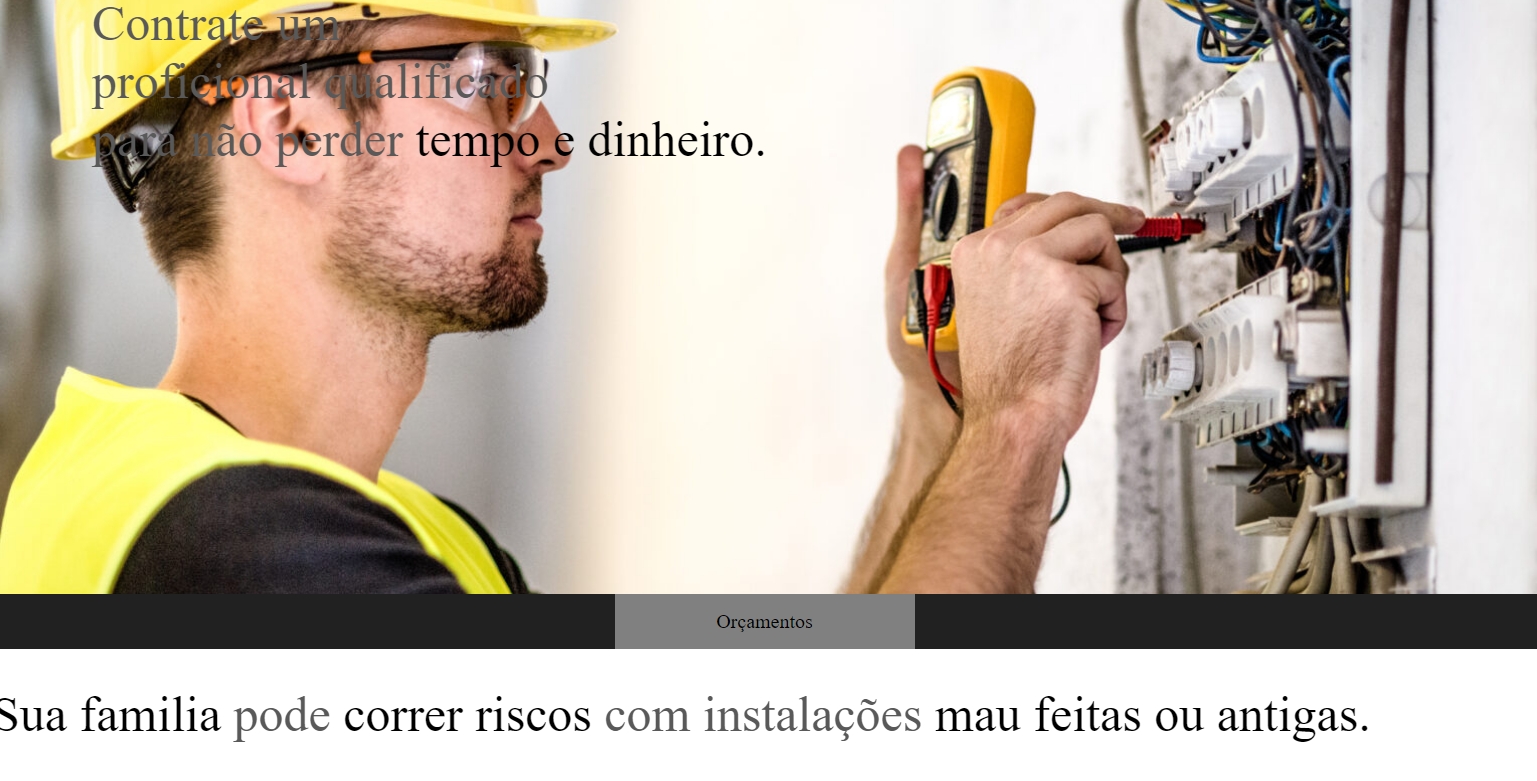 Contrate um
proficional qualificado
para não perder tempo e dinheiro.
Orçamentos
Sua familia pode correr riscos com instalações mau feitas ou antigas.